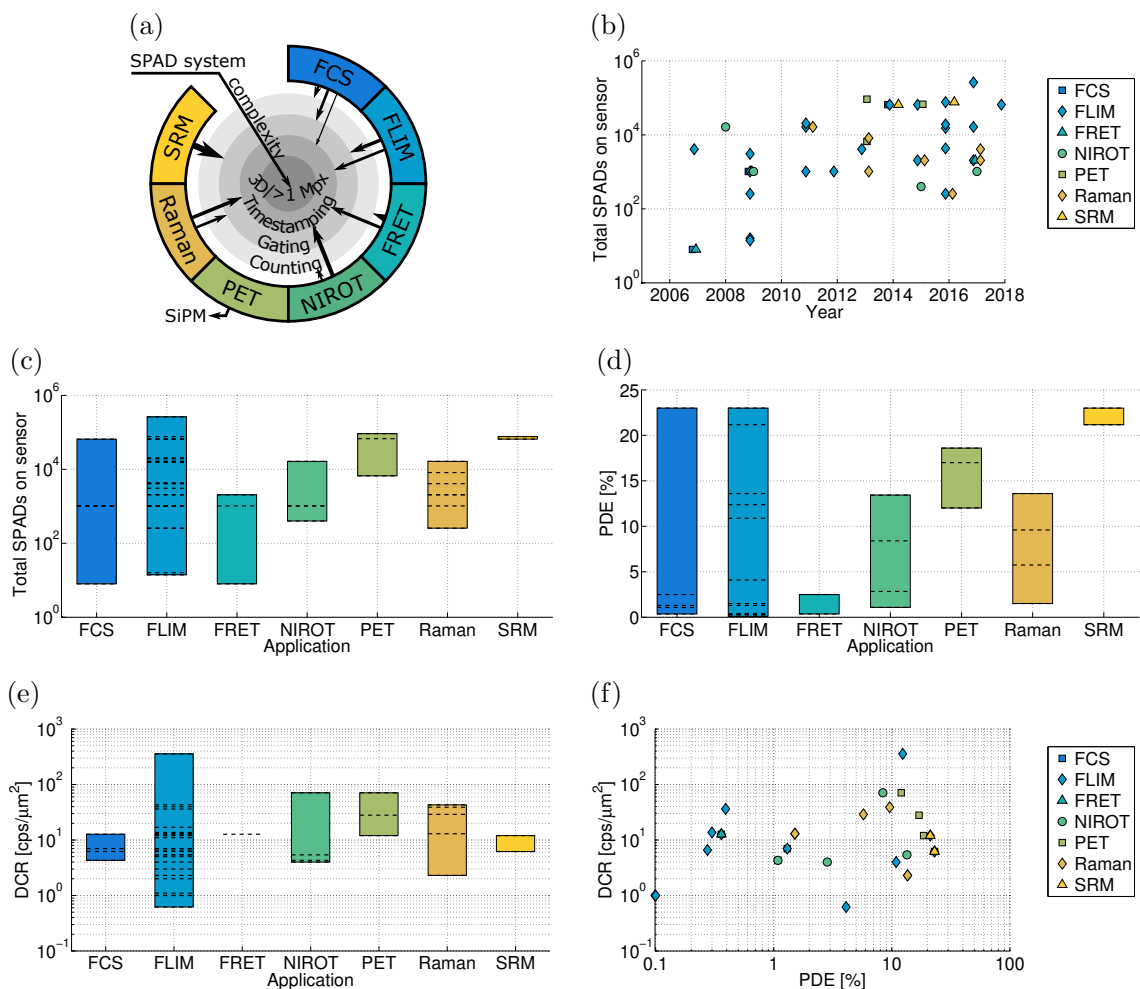 (a)
SPAD system
complexity
FCS
FLIM
FRET
NIROT
PET
Raman
SRM
3D|>1 Mpx
Timestamping
Gating
Counting
SiPM
(b)
Total SPADs on sensor
10^6
10^4
10^2
10^0
2006 2008 2010 2012 2014 2016 2018
Year
FCS
FLIM
FRET
NIROT
PET
Raman
SRM
(c)
Total SPADs on sensor
10^6
10^4
10^2
10^0
FCS FLIM FRET NIROT PET Raman SRM
Application
(d)
PDE [%]
25
20
15
10
5
0
FCS FLIM FRET NIROT PET Raman SRM
Application
(e)
DCR [cps/μm^2]
10^3
10^2
10^1
10^0
10^-1
FCS FLIM FRET NIROT PET Raman SRM
Application
(f)
DCR [cps/μm^2]
10^3
10^2
10^1
10^0
10^-1
0.1 1 10 100
PDE [%]
FCS
FLIM
FRET
NIROT
PET
Raman
SRM